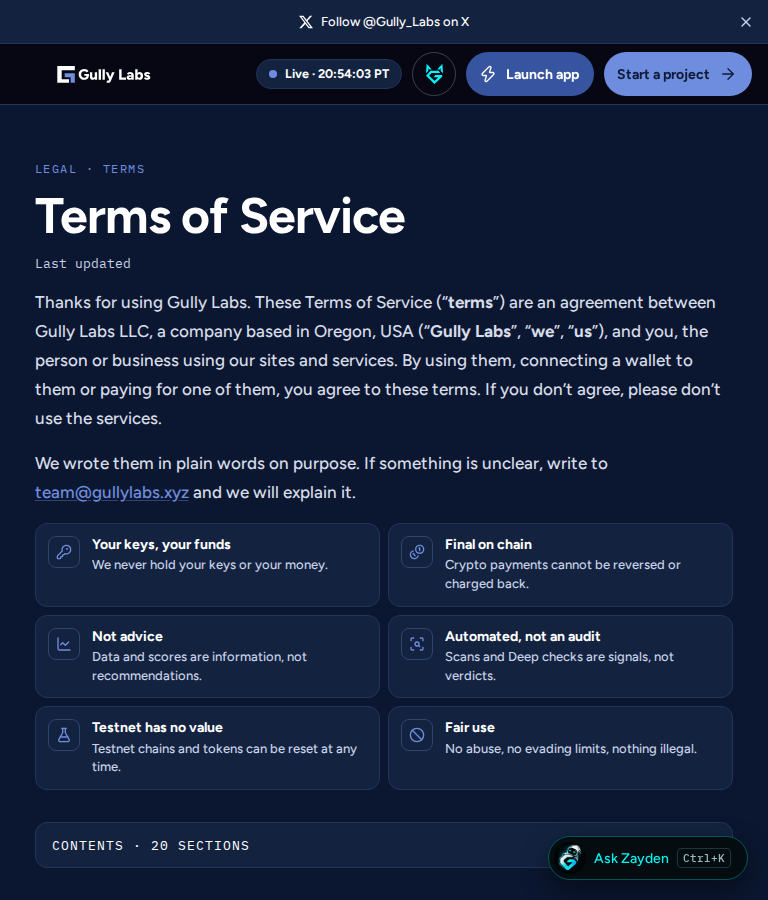 Follow @Gully_Labs on X
Gully Labs
Live · 20:54:03 PT
Launch app
Start a project
LEGAL · TERMS
Terms of Service
Last updated
Thanks for using Gully Labs. These Terms of Service (“terms”) are an agreement between
Gully Labs LLC, a company based in Oregon, USA (“Gully Labs”, “we”, “us”), and you, the
person or business using our sites and services. By using them, connecting a wallet to
them or paying for one of them, you agree to these terms. If you don’t agree, please don’t
use the services.
We wrote them in plain words on purpose. If something is unclear, write to
team@gullylabs.xyz and we will explain it.
Your keys, your funds
We never hold your keys or your money.
Final on chain
Crypto payments cannot be reversed or
charged back.
Not advice
Data and scores are information, not
recommendations.
Automated, not an audit
Scans and Deep checks are signals, not
verdicts.
Testnet has no value
Testnet chains and tokens can be reset at any
time.
Fair use
No abuse, no evading limits, nothing illegal.
CONTENTS · 20 SECTIONS
Ask Zayden
Ctrl+K